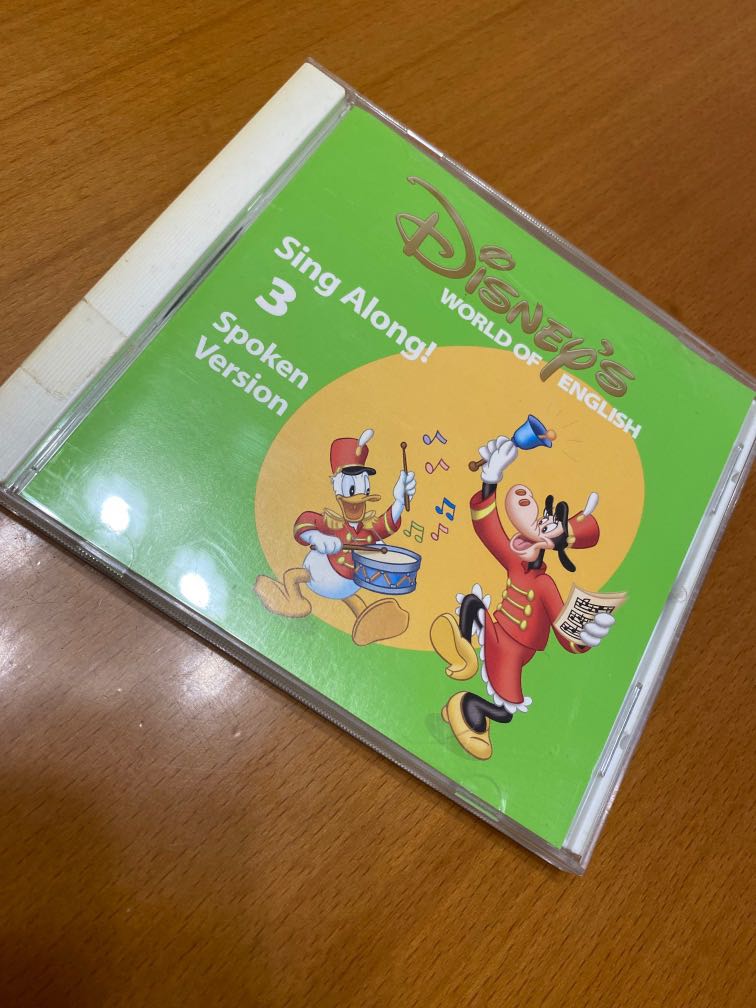 DISNEY'S
WORLD OF ENGLISH
Sing Along!
3
Spoken
Version